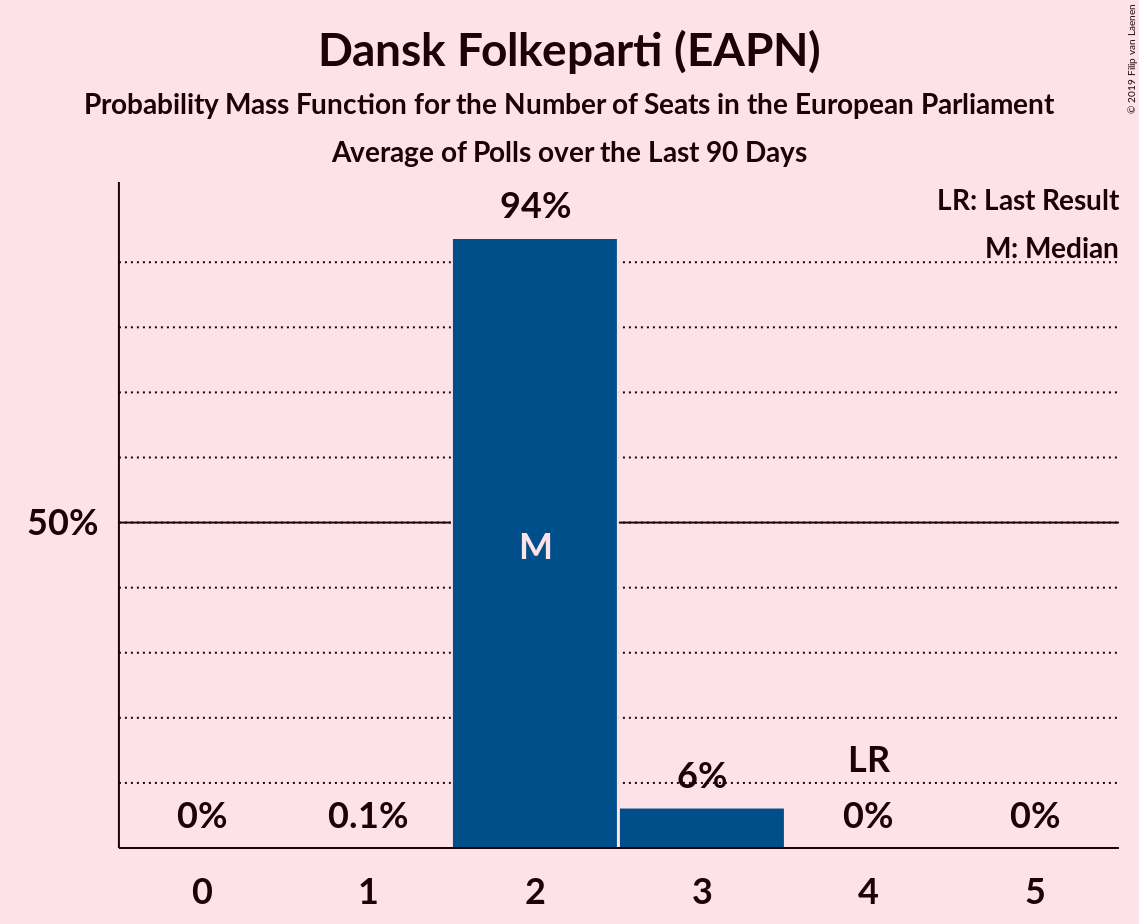 Dansk Folkeparti (EAPN)
Probability Mass Function for the Number of Seats in the European Parliament
Average of Polls over the Last 90 Days
© 2019 Filip van Laenen
LR: Last Result
M: Median
94%
50%
M
LR
6%
0%
0.1%
0%
0%
0
1
2
3
4
5